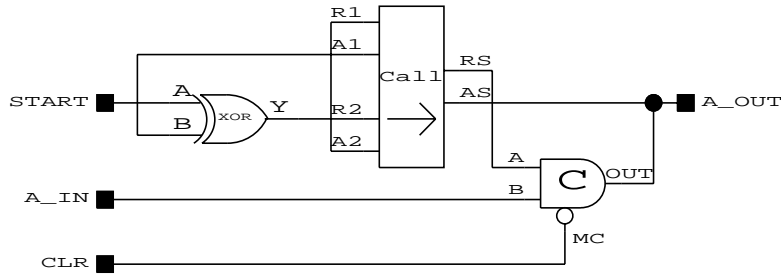 R1
A1
Call
RS
START
A
XOR
Y
R2
AS
A_OUT
B
A2
A
C
OUT
A_IN
B
MC
CLR